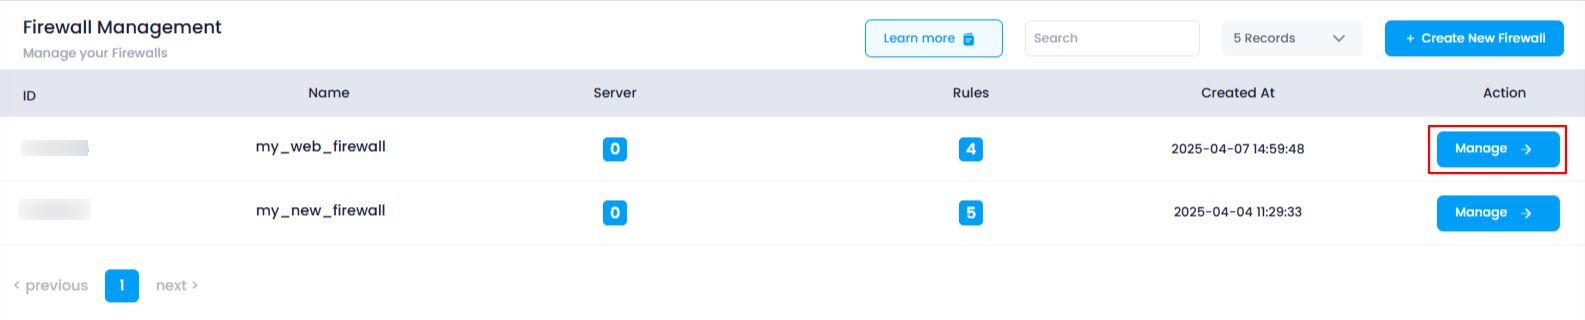 Firewall Management
Manage your Firewalls
Learn more
Search
5 Records
+ Create New Firewall
ID Name Server Rules Created At Action
my_web_firewall 0 4 2025-04-07 14:59:48 Manage →
my_new_firewall 0 5 2025-04-04 11:29:33 Manage →
< previous 1 next >